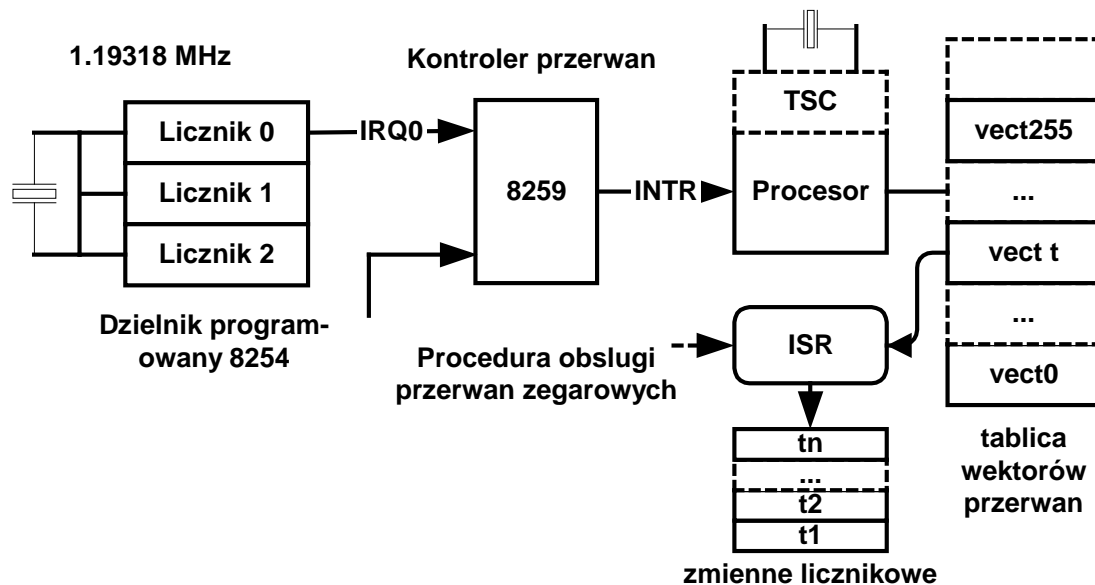 1.19318 MHz
Licznik 0
Licznik 1
Licznik 2
Dzielnik program-
owany 8254
IRQ0
Kontroler przerwan
8259
INTR
TSC
Procesor
vect255
...
vect t
...
vect0
tablica
wektorów
przerwan
Procedura obslugi
przerwan zegarowych
ISR
tn
...
t2
t1
zmienne licznikowe